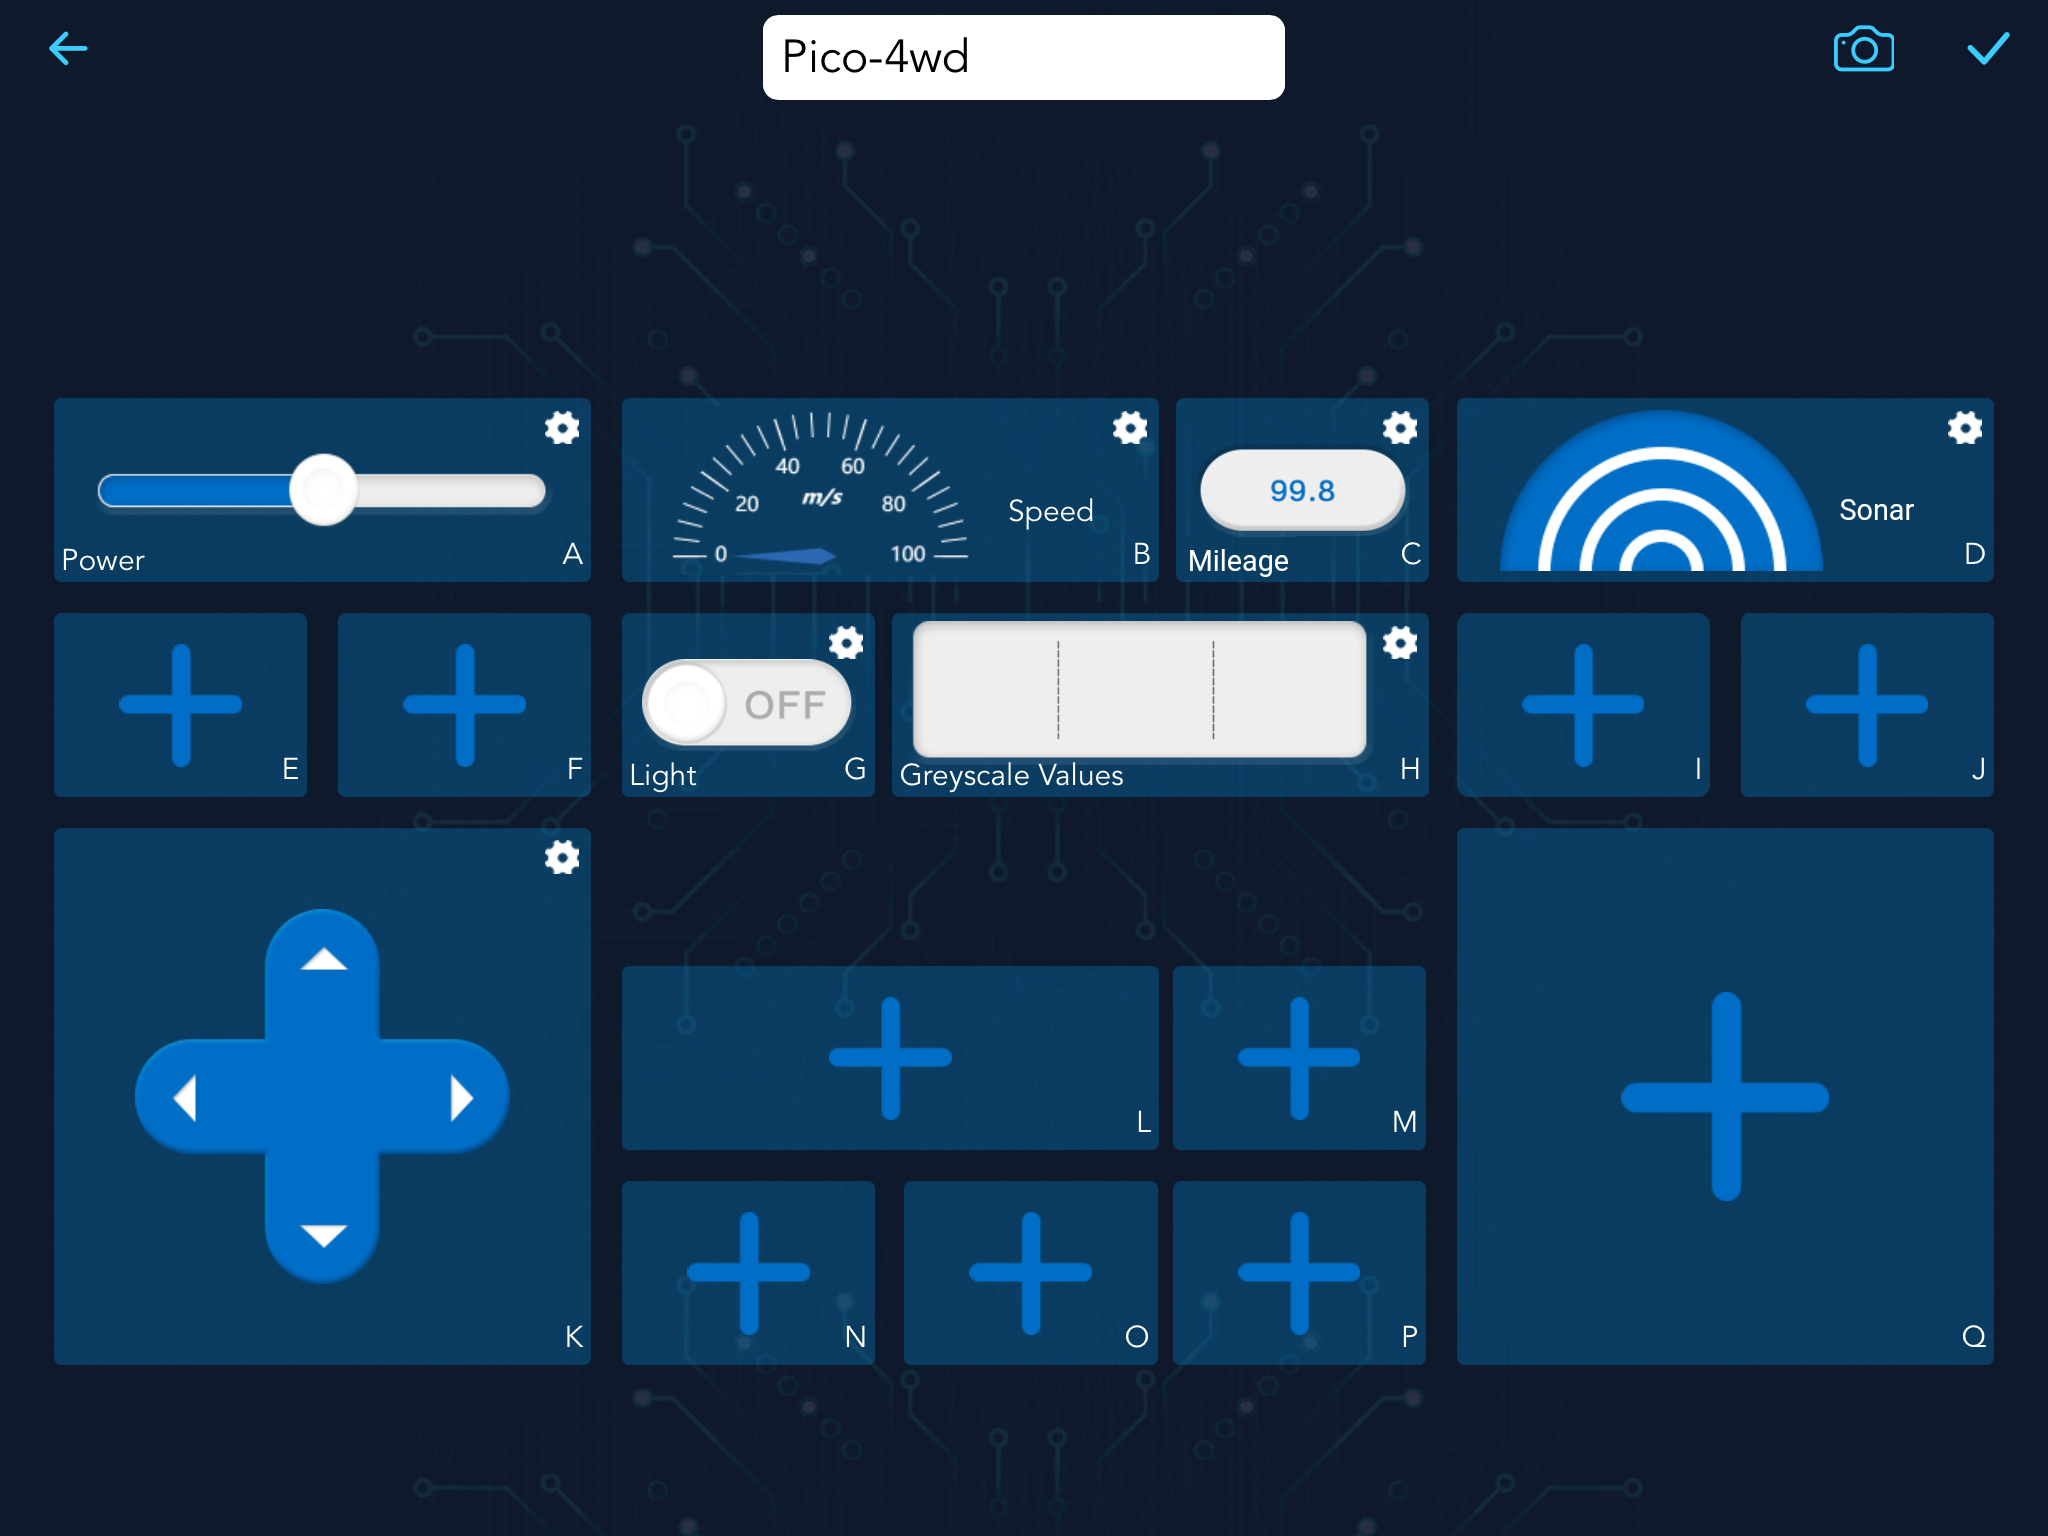 Pico-4wd
Power
A
0
20
40
60
80
100
m/s
Speed
B
99.8
Mileage
C
Sonar
D
E
F
OFF
Light
G
Greyscale Values
H
I
J
K
L
M
N
O
P
Q